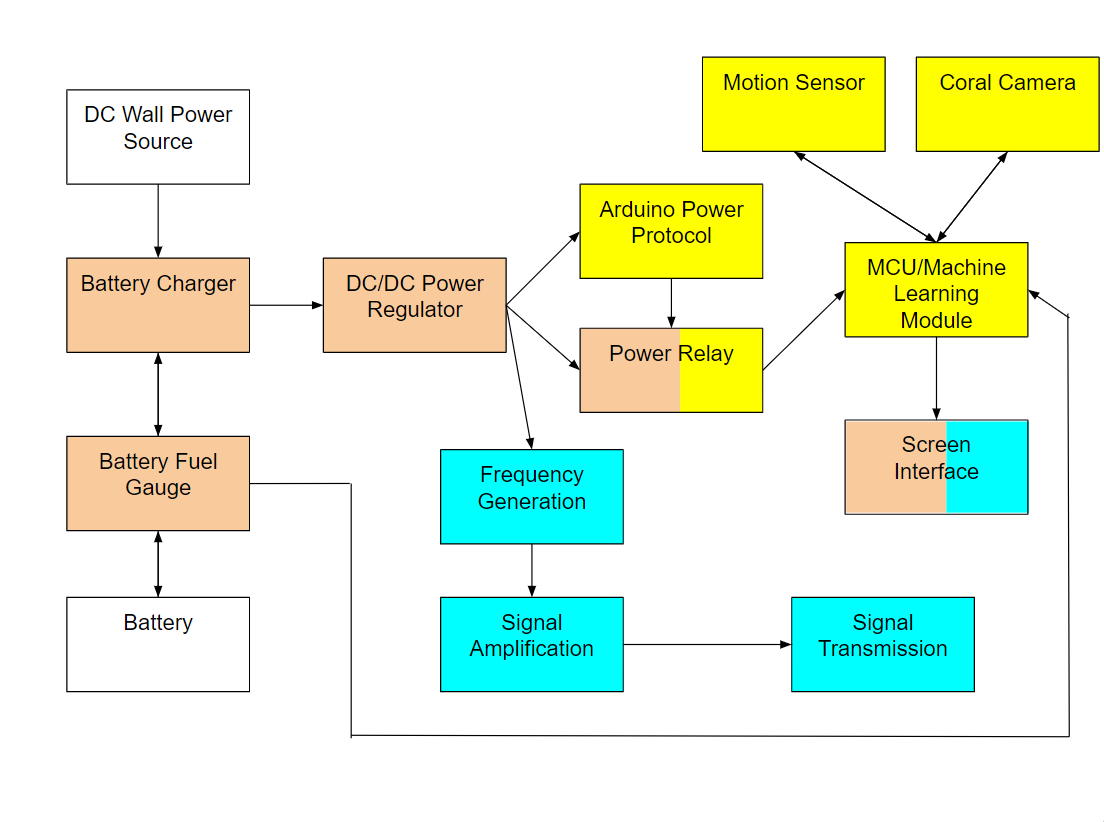 Motion Sensor
Coral Camera
DC Wall Power
Source
Arduino Power
Protocol
Battery Charger
DC/DC Power
Regulator
MCU/Machine
Learning
Module
Power Relay
Battery Fuel
Gauge
Frequency
Generation
Screen
Interface
Battery
Signal
Amplification
Signal
Transmission